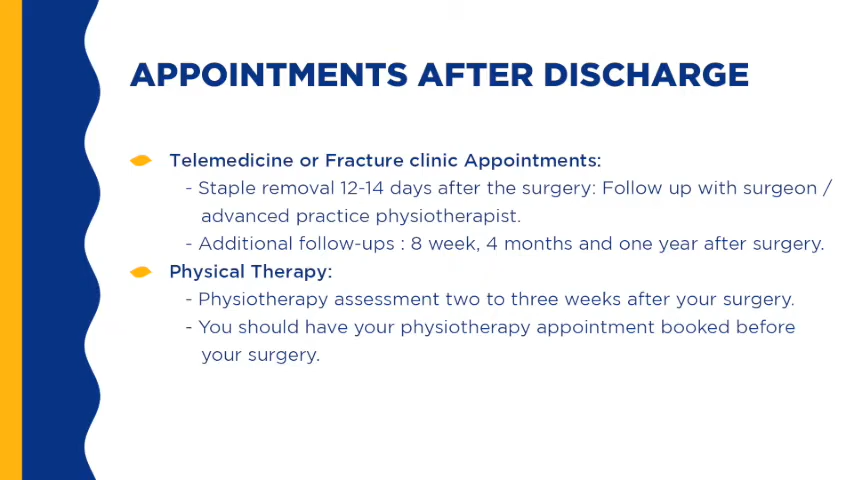 APPOINTMENTS AFTER DISCHARGE
Telemedicine or Fracture clinic Appointments:
- Staple removal 12-14 days after the surgery: Follow up with surgeon /
advanced practice physiotherapist.
- Additional follow-ups : 8 week, 4 months and one year after surgery.
Physical Therapy:
- Physiotherapy assessment two to three weeks after your surgery.
- You should have your physiotherapy appointment booked before
your surgery.